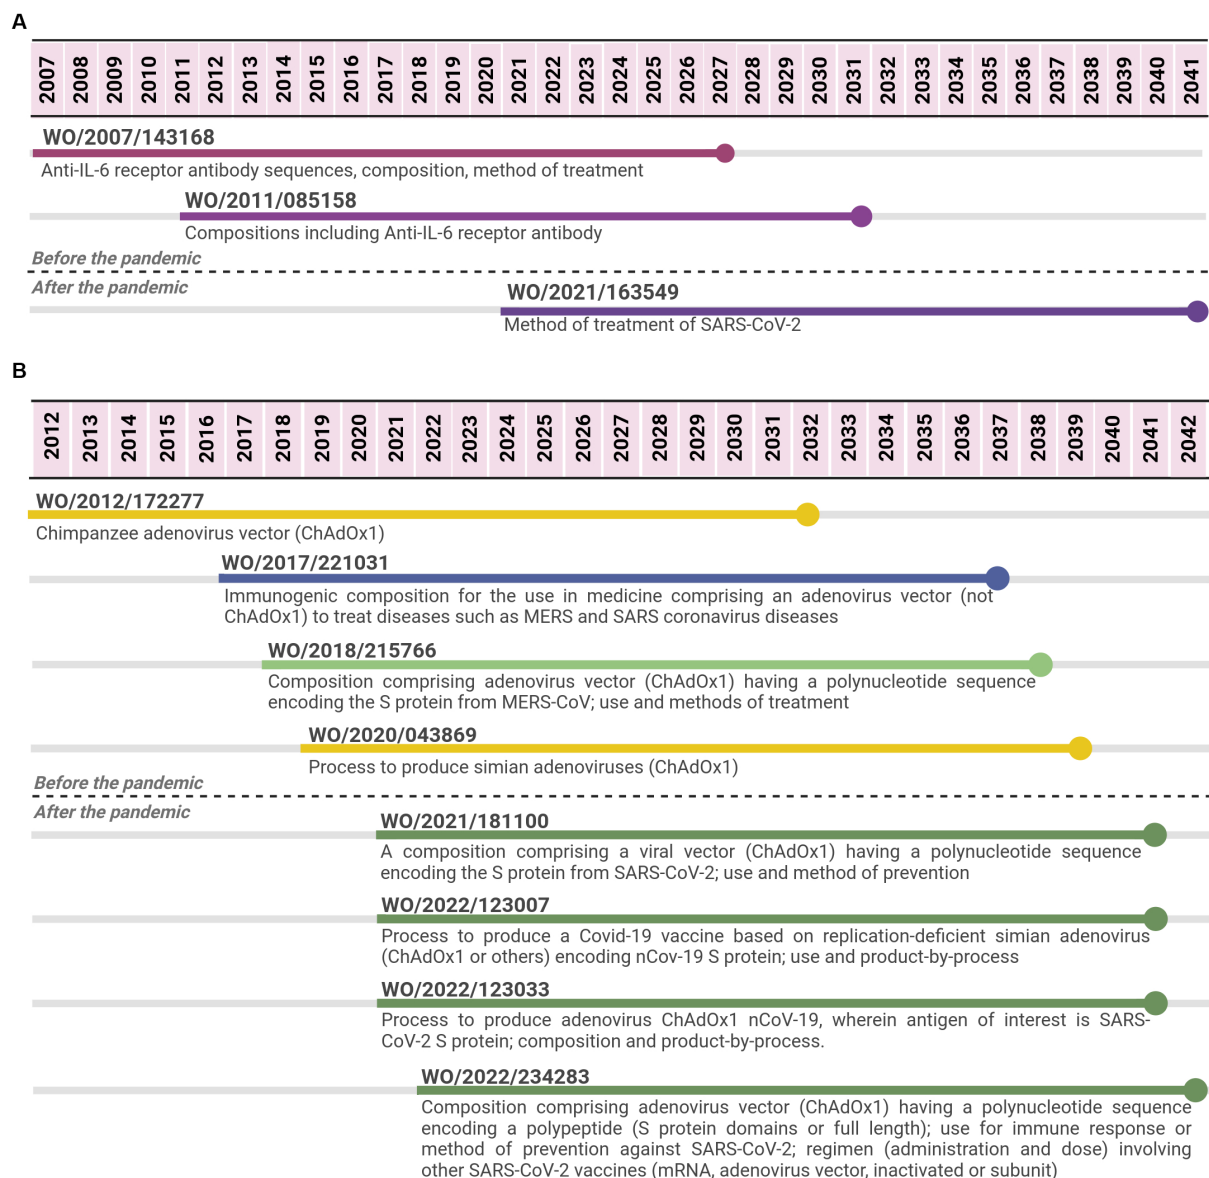 A
2007 2008 2009 2010 2011 2012 2013 2014 2015 2016 2017 2018 2019 2020 2021 2022 2023 2024 2025 2026 2027 2028 2029 2030 2031 2032 2033 2034 2035 2036 2037 2038 2039 2040 2041
WO/2007/143168
Anti-IL-6 receptor antibody sequences, composition, method of treatment
WO/2011/085158
Compositions including Anti-IL-6 receptor antibody
Before the pandemic
After the pandemic
WO/2021/163549
Method of treatment of SARS-CoV-2
B
2012 2013 2014 2015 2016 2017 2018 2019 2020 2021 2022 2023 2024 2025 2026 2027 2028 2029 2030 2031 2032 2033 2034 2035 2036 2037 2038 2039 2040 2041 2042
WO/2012/172277
Chimpanzee adenovirus vector (ChAdOx1)
WO/2017/221031
Immunogenic composition for the use in medicine comprising an adenovirus vector (not
ChAdOx1) to treat diseases such as MERS and SARS coronavirus diseases
WO/2018/215766
Composition comprising adenovirus vector (ChAdOx1) having a polynucleotide sequence
encoding the S protein from MERS-CoV; use and methods of treatment
WO/2020/043869
Process to produce simian adenoviruses (ChAdOx1)
Before the pandemic
After the pandemic
WO/2021/181100
A composition comprising a viral vector (ChAdOx1) having a polynucleotide sequence
encoding the S protein from SARS-CoV-2; use and method of prevention
WO/2022/123007
Process to produce a Covid-19 vaccine based on replication-deficient simian adenovirus
(ChAdOx1 or others) encoding nCov-19 S protein; use and product-by-process
WO/2022/123033
Process to produce adenovirus ChAdOx1 nCoV-19, wherein antigen of interest is SARS-
CoV-2 S protein; composition and product-by-process.
WO/2022/234283
Composition comprising adenovirus vector (ChAdOx1) having a polynucleotide sequence
encoding a polypeptide (S protein domains or full length); use for immune response or
method of prevention against SARS-CoV-2; regimen (administration and dose) involving
other SARS-CoV-2 vaccines (mRNA, adenovirus vector, inactivated or subunit)